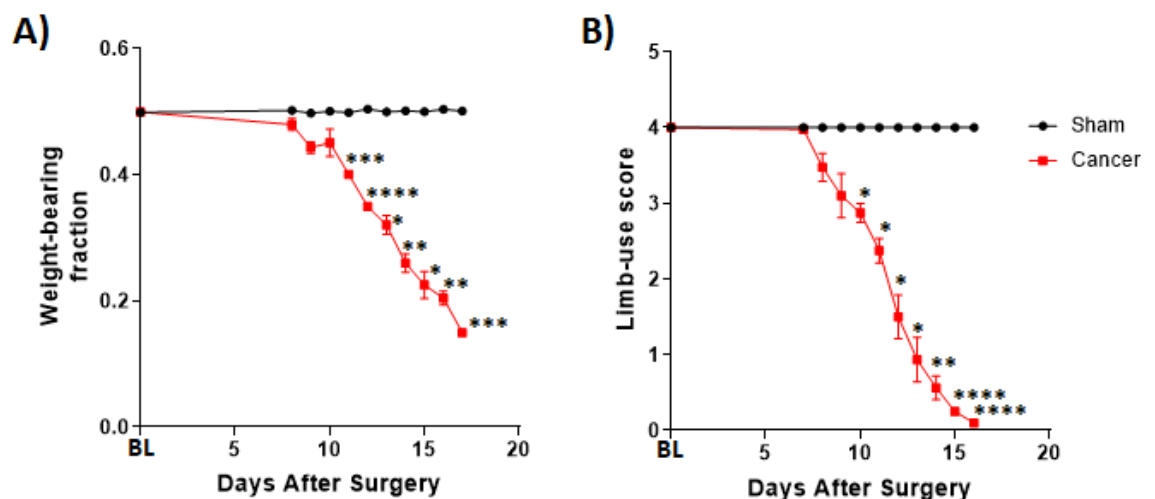 A)
0.6
0.4
0.2
0.0
Weight-bearing
fraction
***
****
*
**
*
**
***
BL
5
10
15
20
Days After Surgery
B)
5
4
3
2
1
0
Limb-use score
*
*
*
*
**
****
****
BL
5
10
15
20
Days After Surgery
Sham
Cancer